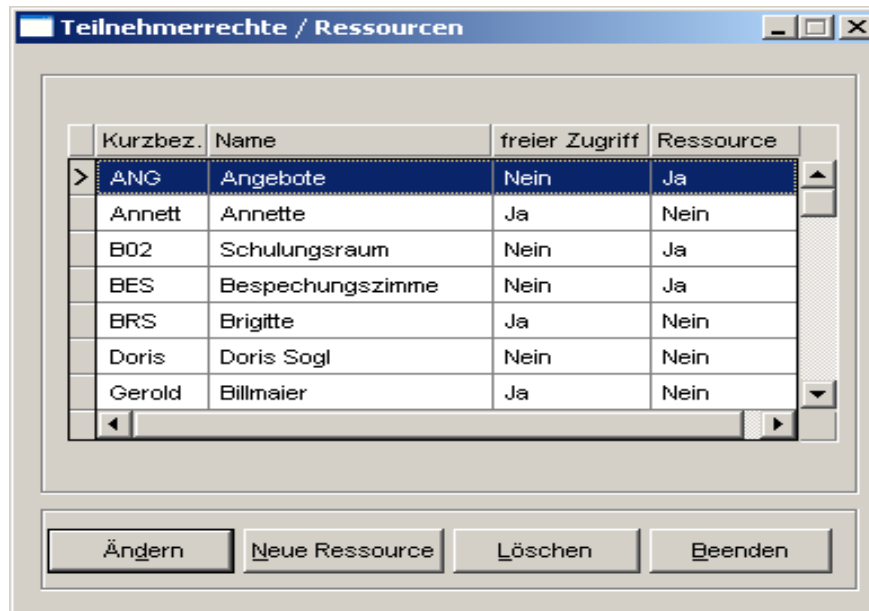 Teilnehmerrechte / Ressourcen
Kurzbez. Name freier Zugriff Ressource
> ANG Angebote Nein Ja
Annett Annette Ja Nein
B02 Schulungsraum Nein Ja
BES Bespechungszimme Nein Ja
BRS Brigitte Ja Nein
Doris Doris Sogl Nein Nein
Gerold Billmaier Ja Nein
Ändern Neue Ressource Löschen Beenden